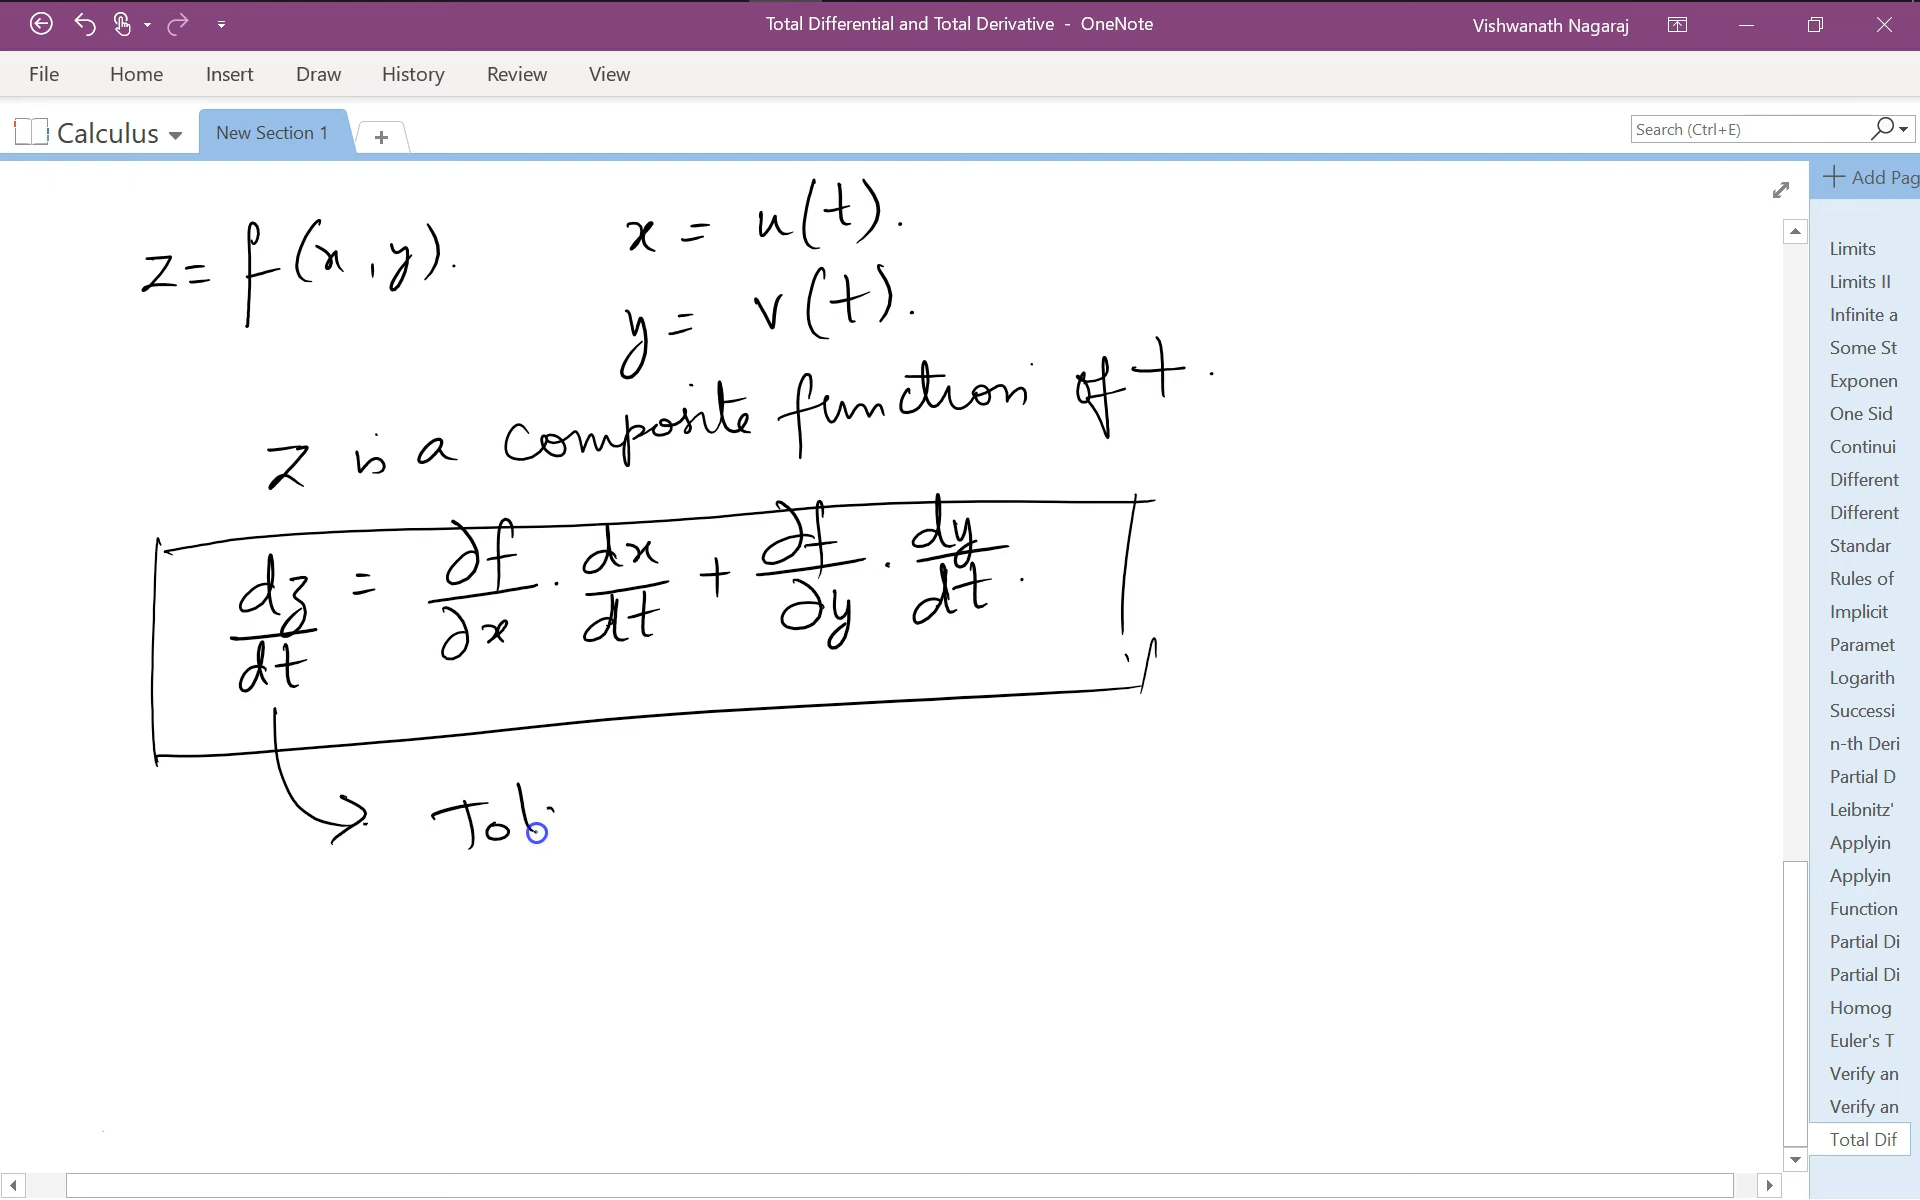 Total Differential and Total Derivative - OneNote
Vishwanath Nagaraj
File Home Insert Draw History Review View
Calculus New Section 1 +
Search (Ctrl+E)
Add Pag
z = f(x, y).
x = u(t).
y = v(t).
z is a composite function of t.
dz/dt = ∂f/∂x · dx/dt + ∂f/∂y · dy/dt.
Limits
Limits II
Infinite a
Some St
Exponen
One Sid
Continui
Different
Different
Standar
Rules of
Implicit
Paramet
Logarith
Successi
n-th Deri
Partial D
Leibnitz'
Applyin
Applyin
Function
Partial Di
Partial Di
Homog
Euler's T
Verify an
Verify an
Total Dif